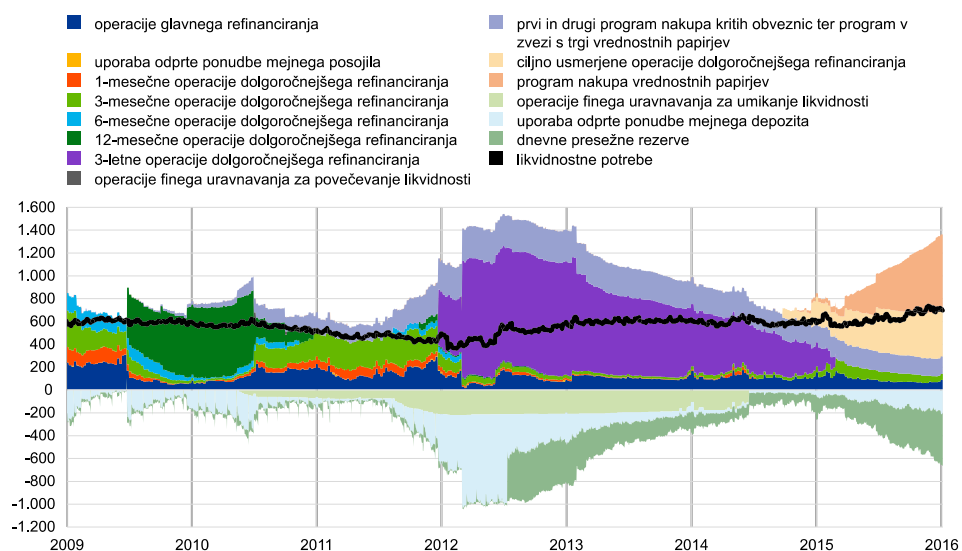 operacije glavnega refinanciranja
prvi in drugi program nakupa kritih obveznic ter program v
zvezi s trgi vrednostnih papirjev
uporaba odprte ponudbe mejnega posojila
ciljno usmerjene operacije dolgoročnejšega refinanciranja
1-mesečne operacije dolgoročnejšega refinanciranja
program nakupa vrednostnih papirjev
3-mesečne operacije dolgoročnejšega refinanciranja
operacije finega uravnavanja za umikanje likvidnosti
6-mesečne operacije dolgoročnejšega refinanciranja
uporaba odprte ponudbe mejnega depozita
12-mesečne operacije dolgoročnejšega refinanciranja
dnevne presežne rezerve
3-letne operacije dolgoročnejšega refinanciranja
likvidnostne potrebe
operacije finega uravnavanja za povečevanje likvidnosti
1.600
1.400
1.200
1.000
800
600
400
200
0
-200
-400
-600
-800
-1.000
-1.200
2009 2010 2011 2012 2013 2014 2015 2016